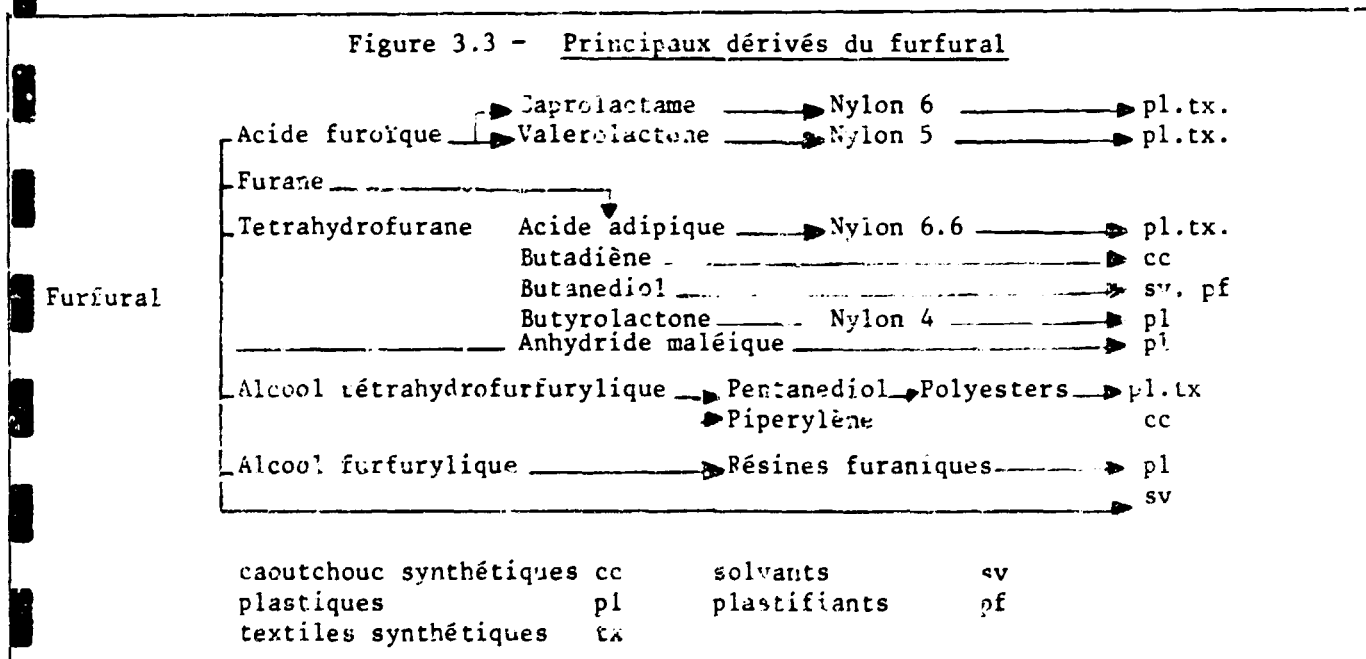 Figure 3.3 - Principaux dérivés du furfural
Caprolactame Nylon 6 pl.tx.
Acide furoïque Valerolactone Nylon 5 pl.tx.
Furane
Tetrahydrofurane Acide adipique Nylon 6.6 pl.tx.
Butadiène cc
Furfural Butanediol sv, pf
Butyrolactone Nylon 4 pl
Anhydride maléique pl
Alcool tétrahydrofurfurylique Pentanediol Polyesters pl.tx
Piperylène cc
Alcool furfurylique Résines furaniques pl
sv
caoutchouc synthétiques cc solvants sv
plastiques pl plastifiants pf
textiles synthétiques tx